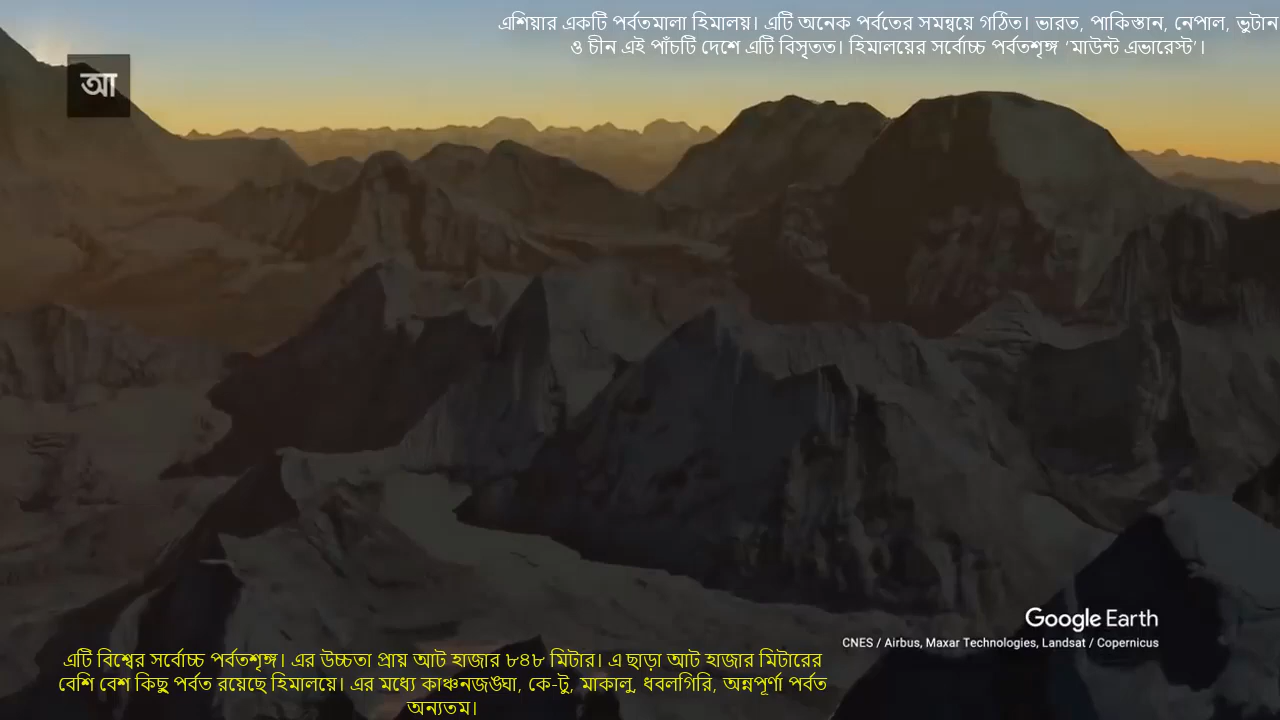 এশিয়ার একটি পর্বতমালা হিমালয়। এটি অনেক পর্বতের সমন্বয়ে গঠিত। ভারত, পাকিস্তান, নেপাল, ভুটান
ও চীন এই পাঁচটি দেশে এটি বিসৃতত। হিমালয়ের সর্বোচ্চ পর্বতশৃঙ্গ ‘মাউন্ট এভারেস্ট’।
আ
Google Earth
CNES / Airbus, Maxar Technologies, Landsat / Copernicus
এটি বিশ্বের সর্বোচ্চ পর্বতশৃঙ্গ। এর উচ্চতা প্রায় আট হাজার ৮৪৮ মিটার। এ ছাড়া আট হাজার মিটারের
বেশি বেশ কিছু পর্বত রয়েছে হিমালয়ে। এর মধ্যে কাঞ্চনজঙ্ঘা, কে-টু, মাকালু, ধবলগিরি, অন্নপূর্ণা পর্বত
অন্যতম।